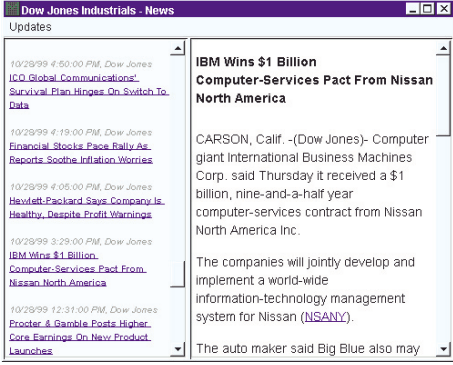 Dow Jones Industrials - News
Updates
10/28/99 4:50:00 PM, Dow Jones
ICO Global Communications'
Survival Plan Hinges On Switch To
Data
10/28/99 4:19:00 PM, Dow Jones
Financial Stocks Pace Rally As
Reports Soothe Inflation Worries
10/28/99 4:05:00 PM, Dow Jones
Hewlett-Packard Says Company Is
Healthy, Despite Profit Warnings
10/28/99 3:29:00 PM, Dow Jones
IBM Wins $1 Billion
Computer-Services Pact From
Nissan North America
10/28/99 12:31:00 PM, Dow Jones
Procter & Gamble Posts Higher
Core Earnings On New Product
Launches
IBM Wins $1 Billion
Computer-Services Pact From Nissan
North America
CARSON, Calif. -(Dow Jones)- Computer
giant International Business Machines
Corp. said Thursday it received a $1
billion, nine-and-a-half year
computer-services contract from Nissan
North America Inc.
The companies will jointly develop and
implement a world-wide
information-technology management
system for Nissan (NSANY).
The auto maker said Big Blue also may